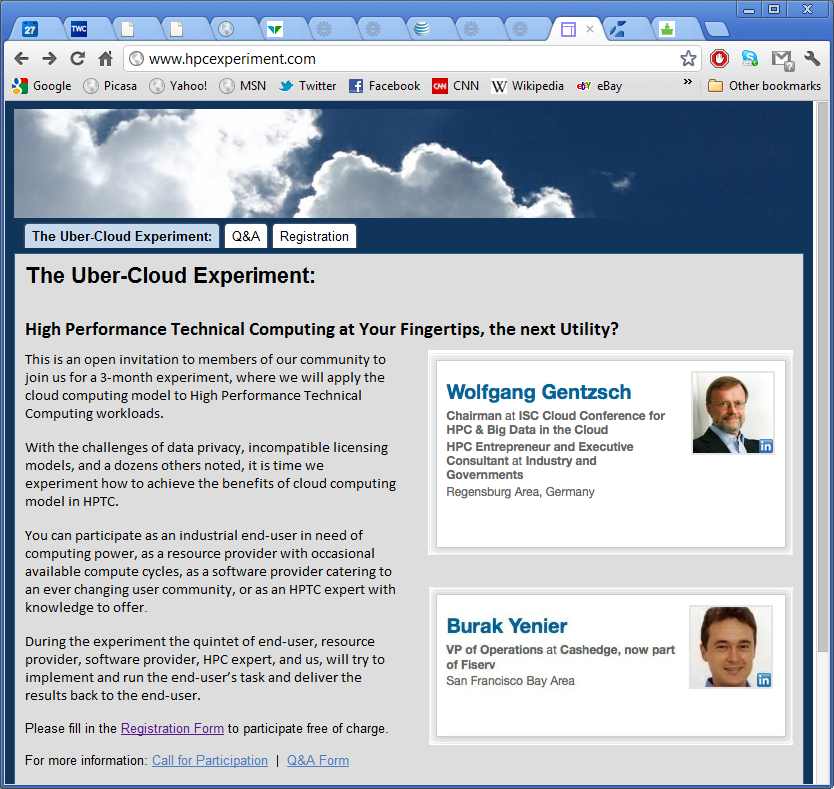 27
TWC
www.hpcexperiment.com
Google
Picasa
Yahoo!
MSN
Twitter
Facebook
CNN
CNN
W
Wikipedia
ebY
eBay
»
Other bookmarks
The Uber-Cloud Experiment:
Q&A
Registration
The Uber-Cloud Experiment:
High Performance Technical Computing at Your Fingertips, the next Utility?
This is an open invitation to members of our community to
join us for a 3-month experiment, where we will apply the
cloud computing model to High Performance Technical
Computing workloads.
With the challenges of data privacy, incompatible licensing
models, and a dozens others noted, it is time we
experiment how to achieve the benefits of cloud computing
model in HPTC.
You can participate as an industrial end-user in need of
computing power, as a resource provider with occasional
available compute cycles, as a software provider catering to
an ever changing user community, or as an HPTC expert with
knowledge to offer.
During the experiment the quintet of end-user, resource
provider, software provider, HPC expert, and us, will try to
implement and run the end-user's task and deliver the
results back to the end-user.
Please fill in the Registration Form to participate free of charge.
For more information: Call for Participation | Q&A Form
Wolfgang Gentzsch
Chairman at ISC Cloud Conference for
HPC & Big Data in the Cloud
HPC Entrepreneur and Executive
Consultant at Industry and
Governments
Regensburg Area, Germany
in
Burak Yenier
VP of Operations at Cashedge, now part
of Fiserv
San Francisco Bay Area
in